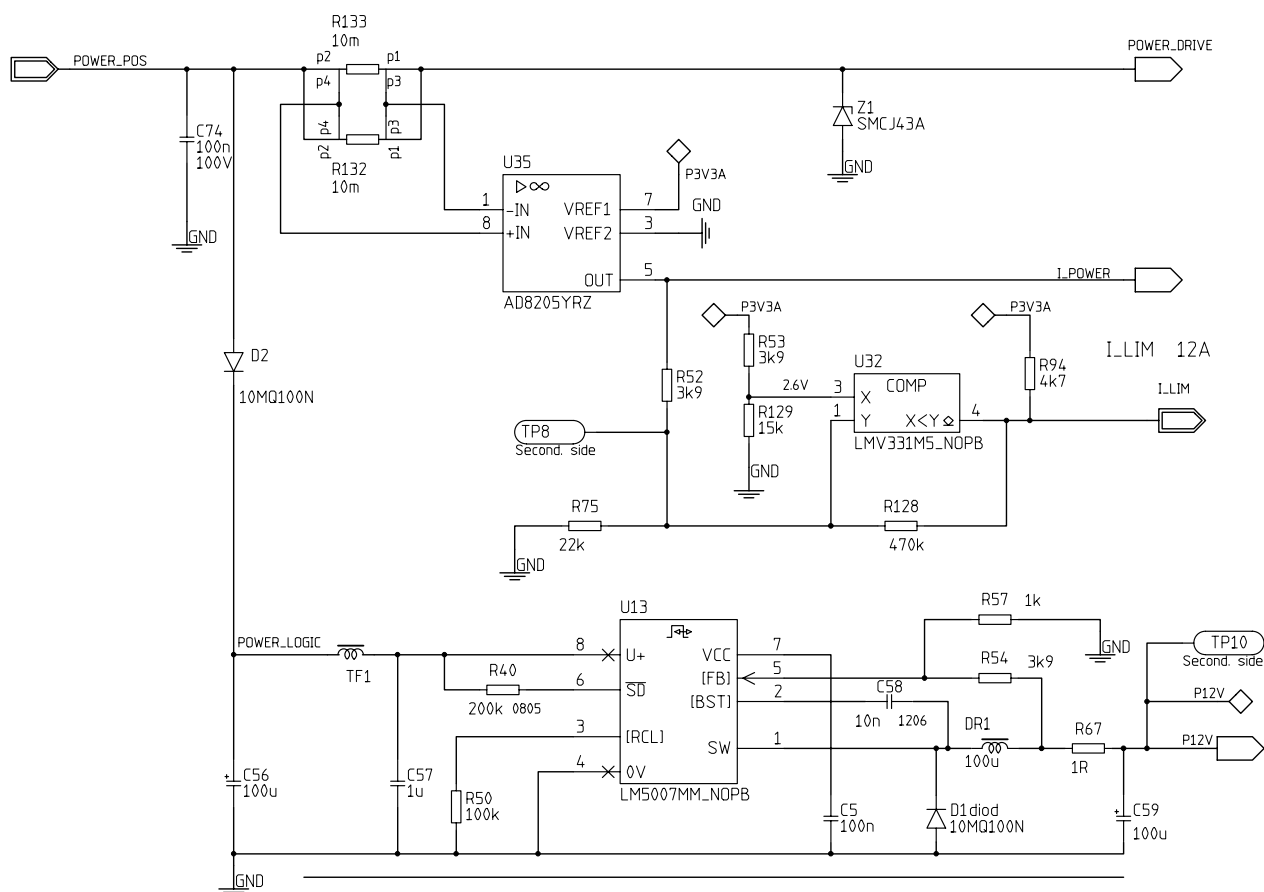 R133
10m
POWER_POS
p2
p1
p4
p3
POWER_DRIVE
C74
100n
100V
GND
p4
p3
p2
p1
R132
10m
Z1
SMCJ43A
GND
U35
P3V3A
1
-IN
VREF1
7
GND
8
+IN
VREF2
3
OUT
5
AD8205YRZ
I_POWER
P3V3A
P3V3A
D2
10MQ100N
R53
3k9
R52
3k9
U32
COMP
R94
4k7
I_LIM 12A
2.6V
3
X
1
Y
X<Y
4
I_LIM
R129
15k
LMV331M5_NOPB
TP8
Second. side
GND
R75
22k
R128
470k
GND
U13
R57 1k
GND
POWER_LOGIC
TF1
8
U+
VCC
7
R54 3k9
TP10
Second. side
R40
200k 0805
6
SD
[FB]
5
[BST]
2
C58
10n 1206
P12V
3
[RCL]
SW
1
DR1
100u
R67
1R
P12V
4
0V
LM5007MM_NOPB
C56
100u
C57
1u
R50
100k
C5
100n
D1diod
10MQ100N
C59
100u
GND